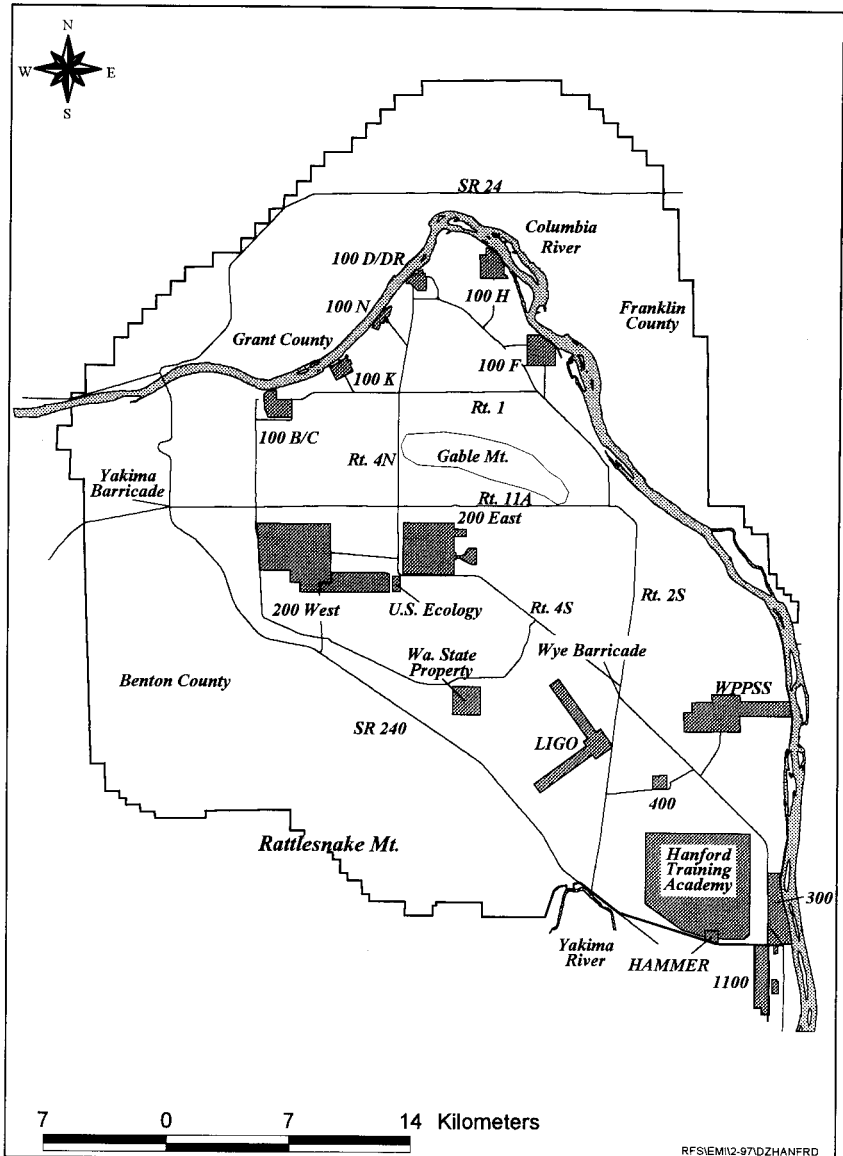 N
W E
S
SR 24
Columbia
River
100 D/DR
100 H
100 N
Franklin
County
Grant County
100 F
100 K
Rt. 1
100 B/C
Rt. 4N
Gable Mt.
Yakima
Barricade
Rt. 11A
200 East
Rt. 2S
200 West
U.S. Ecology
Rt. 4S
Wa. State
Property
Wye Barricade
Benton County
WPPSS
SR 240
LIGO
400
Rattlesnake Mt.
Hanford
Training
Academy
300
Yakima
River
HAMMER
1100
7 0 7 14 Kilometers
RFS\EMI\2-97\DZHANFRD